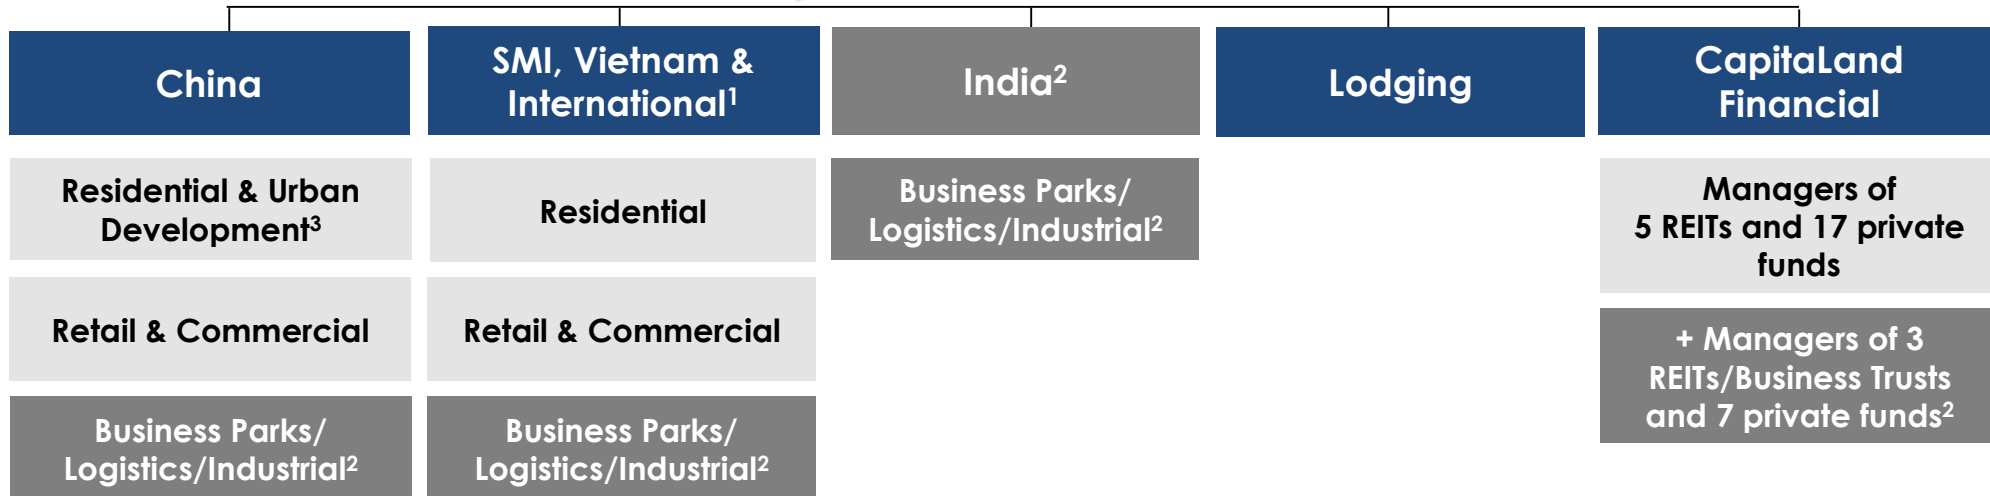 China
SMI, Vietnam &
International¹
India²
Lodging
CapitaLand
Financial
Residential & Urban
Development³
Retail & Commercial
Business Parks/
Logistics/Industrial²
Residential
Retail & Commercial
Business Parks/
Logistics/Industrial²
Business Parks/
Logistics/Industrial²
Managers of
5 REITs and 17 private
funds
+ Managers of 3
REITs/Business Trusts
and 7 private funds²